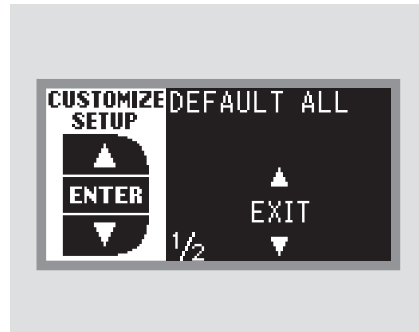 CUSTOMIZE
SETUP
ENTER
DEFAULT ALL
EXIT
1/2